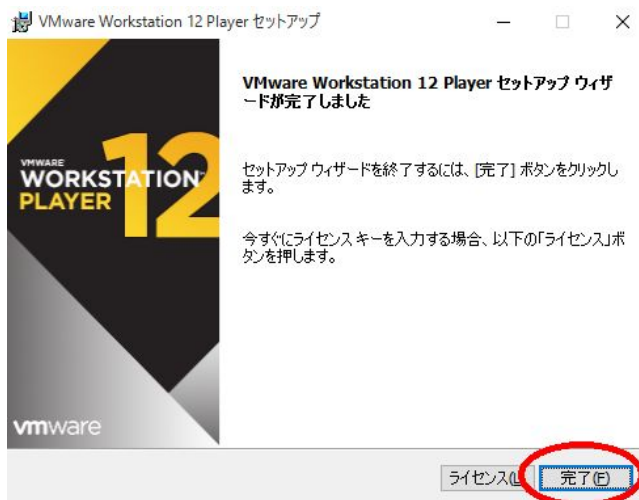 VMware Workstation 12 Player セットアップ
VMware Workstation 12 Player セットアップ ウィザ
ードが完了しました
VMWARE
WORKSTATION™
PLAYER
12
セットアップ ウィザードを終了するには、[完了] ボタンをクリックし
ます。
今すぐにライセンス キーを入力する場合、以下の「ライセンス」ボ
タンを押します。
vmware
ライセンス(L
完了(F)